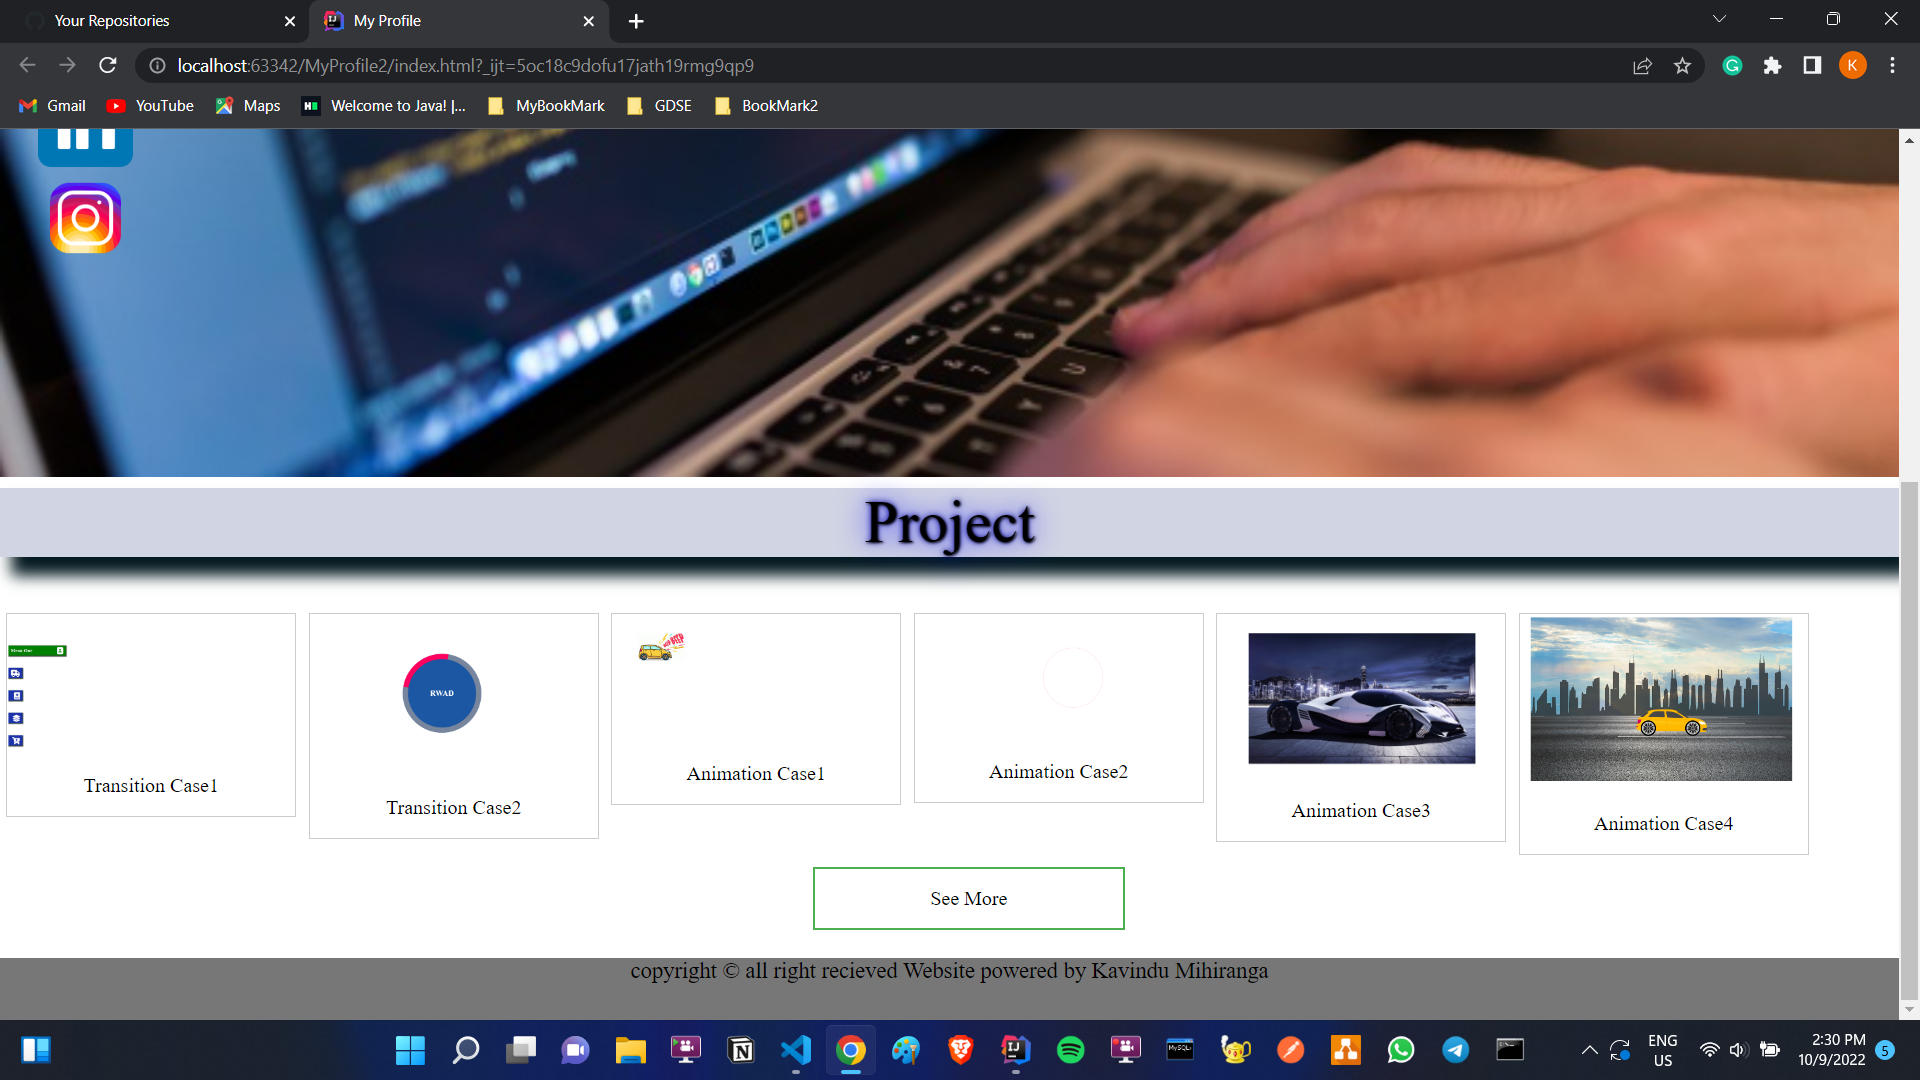 Your Repositories
My Profile
localhost:63342/MyProfile2/index.html?_ijt=5oc18c9dofu17jath19rmg9qp9
K
Gmail
YouTube
Maps
Welcome to Java! |...
MyBookMark
GDSE
BookMark2
Project
RWAD
Transition Case1
Transition Case2
Animation Case1
Animation Case2
Animation Case3
Animation Case4
See More
copyright © all right recieved Website powered by Kavindu Mihiranga
ENG
US
2:30 PM
10/9/2022
5